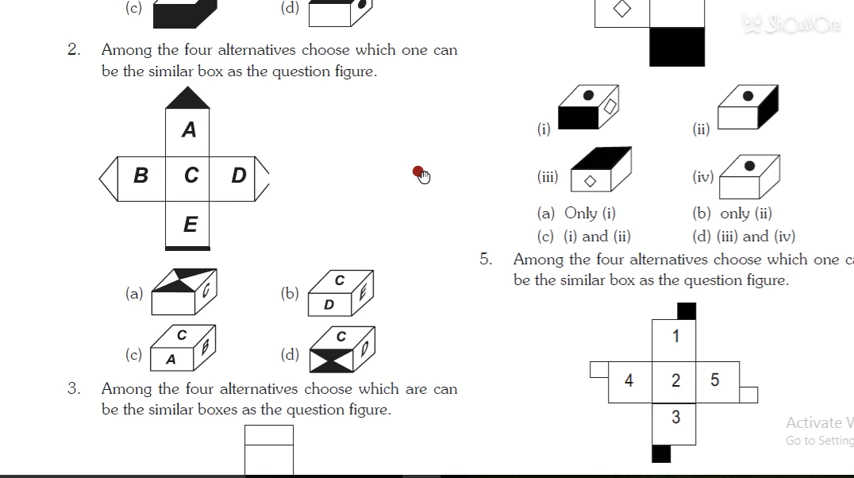 (c)
(d)
2. Among the four alternatives choose which one can
be the similar box as the question figure.
A
B C D
E
(a) C
(b) C E D
(c) C B A
(d) C D
3. Among the four alternatives choose which are can
be the similar boxes as the question figure.
ShowMore
(i)
(ii)
(iii)
(iv)
(a) Only (i)
(b) only (ii)
(c) (i) and (ii)
(d) (iii) and (iv)
5. Among the four alternatives choose which one c
be the similar box as the question figure.
1
4 2 5
3
Activate
Go to Setting